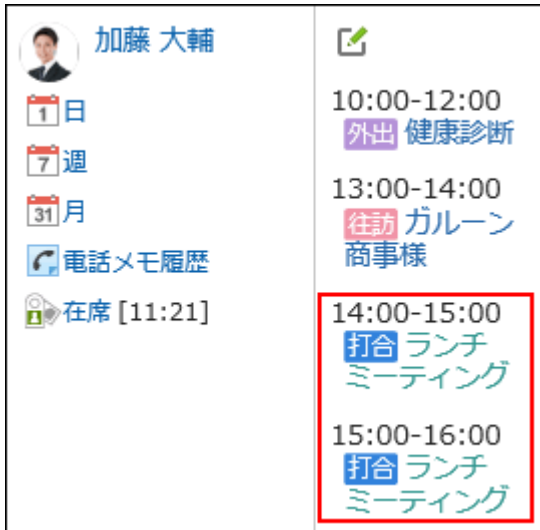 加藤 大輔
1 日
7 週
31 月
電話メモ履歴
在席 [11:21]
10:00-12:00
外出 健康診断
13:00-14:00
往訪 ガルーン
商事様
14:00-15:00
打合 ランチ
ミーティング
15:00-16:00
打合 ランチ
ミーティング